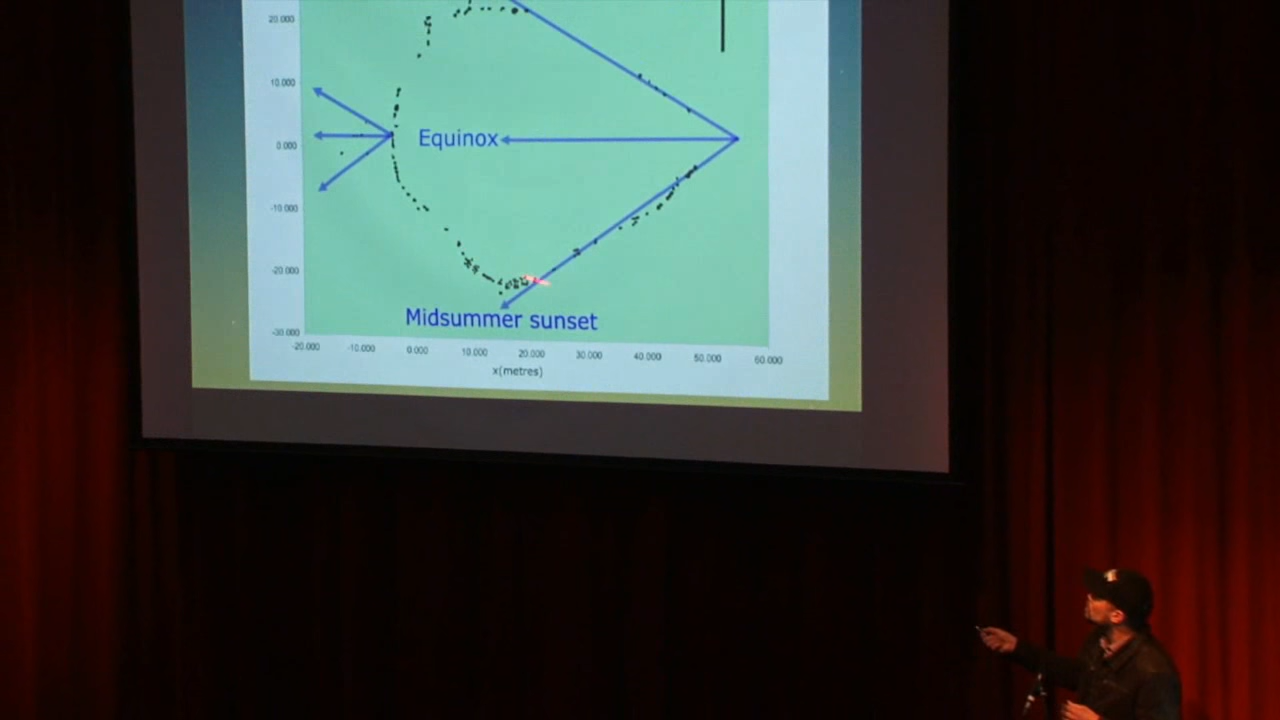 20.000
10.000
0.000
-10.000
-20.000
-30.000
Equinox
Midsummer sunset
-20.000 -10.000 0.000 10.000 20.000 30.000 40.000 50.000 60.000
x(metres)